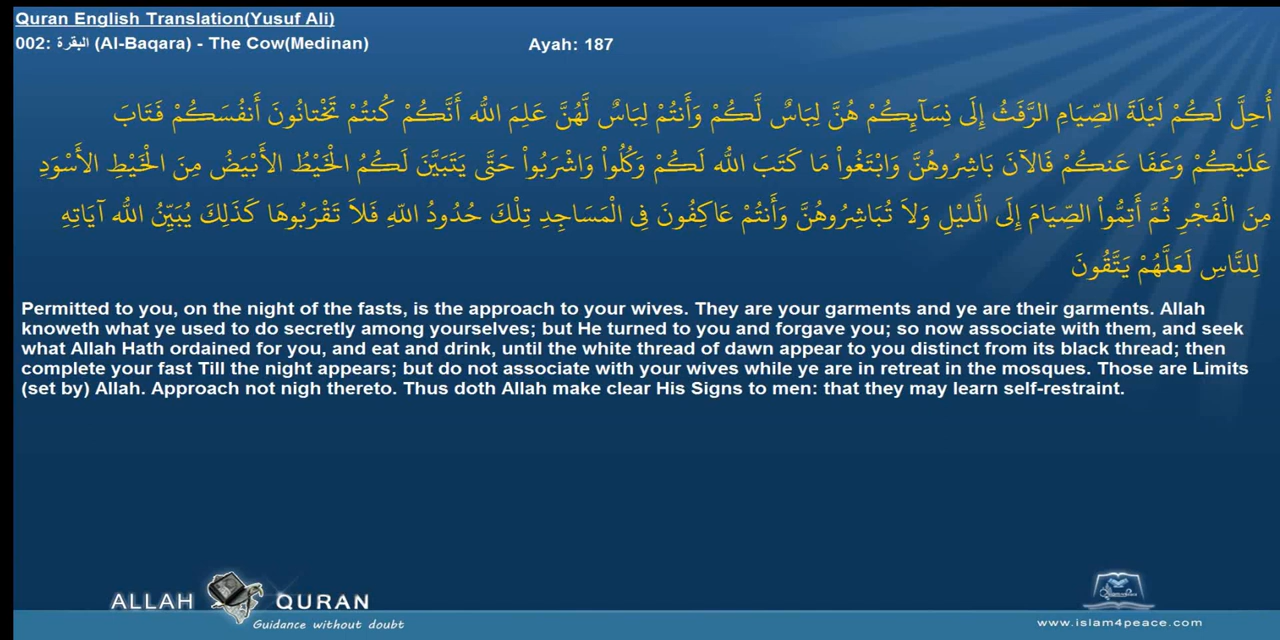 Quran English Translation(Yusuf Ali)
002: البقرة (Al-Baqara) - The Cow(Medinan)
Ayah: 187
أُحِلَّ لَكُمْ لَيْلَةَ الصِّيَامِ الرَّفَثُ إِلَى نِسَآئِكُمْ هُنَّ لِبَاسٌ لَّكُمْ وَأَنتُمْ لِبَاسٌ لَّهُنَّ عَلِمَ اللّهُ أَنَّكُمْ كُنتُمْ تَخْتانُونَ أَنفُسَكُمْ فَتَابَ
عَلَيْكُمْ وَعَفَا عَنكُمْ فَالآنَ بَاشِرُوهُنَّ وَابْتَغُواْ مَا كَتَبَ اللّهُ لَكُمْ وَكُلُواْ وَاشْرَبُواْ حَتَّى يَتَبَيَّنَ لَكُمُ الْخَيْطُ الأَبْيَضُ مِنَ الْخَيْطِ الأَسْوَدِ
مِنَ الْفَجْرِ ثُمَّ أَتِمُّواْ الصِّيَامَ إِلَى الَّليْلِ وَلاَ تُبَاشِرُوهُنَّ وَأَنتُمْ عَاكِفُونَ فِي الْمَسَاجِدِ تِلْكَ حُدُودُ اللّهِ فَلاَ تَقْرَبُوهَا كَذَلِكَ يُبَيِّنُ اللّهُ آيَاتِهِ
لِلنَّاسِ لَعَلَّهُمْ يَتَّقُونَ
Permitted to you, on the night of the fasts, is the approach to your wives. They are your garments and ye are their garments. Allah
knoweth what ye used to do secretly among yourselves; but He turned to you and forgave you; so now associate with them, and seek
what Allah Hath ordained for you, and eat and drink, until the white thread of dawn appear to you distinct from its black thread; then
complete your fast Till the night appears; but do not associate with your wives while ye are in retreat in the mosques. Those are Limits
(set by) Allah. Approach not nigh thereto. Thus doth Allah make clear His Signs to men: that they may learn self-restraint.
ALLAH QURAN
Guidance without doubt
www.islam4peace.com